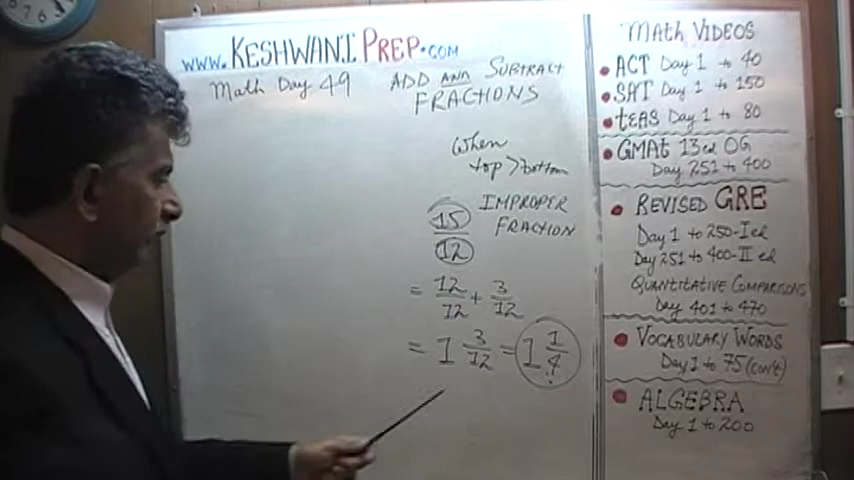 www.KESHWANIPREP.com
Math Day 49
ADD AND SUBTRACT
FRACTIONS
When
top > bottom
15
12
IMPROPER
FRACTION
= 12/12 + 3/12
= 1 3/12 = 1 1/4
MATH VIDEOS
• ACT Day 1 to 40
• SAT Day 1 to 150
• tEAS Day 1 to 80
• GMAt 13ed OG
Day 251 to 400
• REVISED GRE
Day 1 to 250-I ed
Day 251 to 400-II ed
QUANTITATIVE COMPARISONS
Day 401 to 470
• VOCABULARY WORDS
Day 1 to 75 (con't)
• ALGEBRA
Day 1 to 200